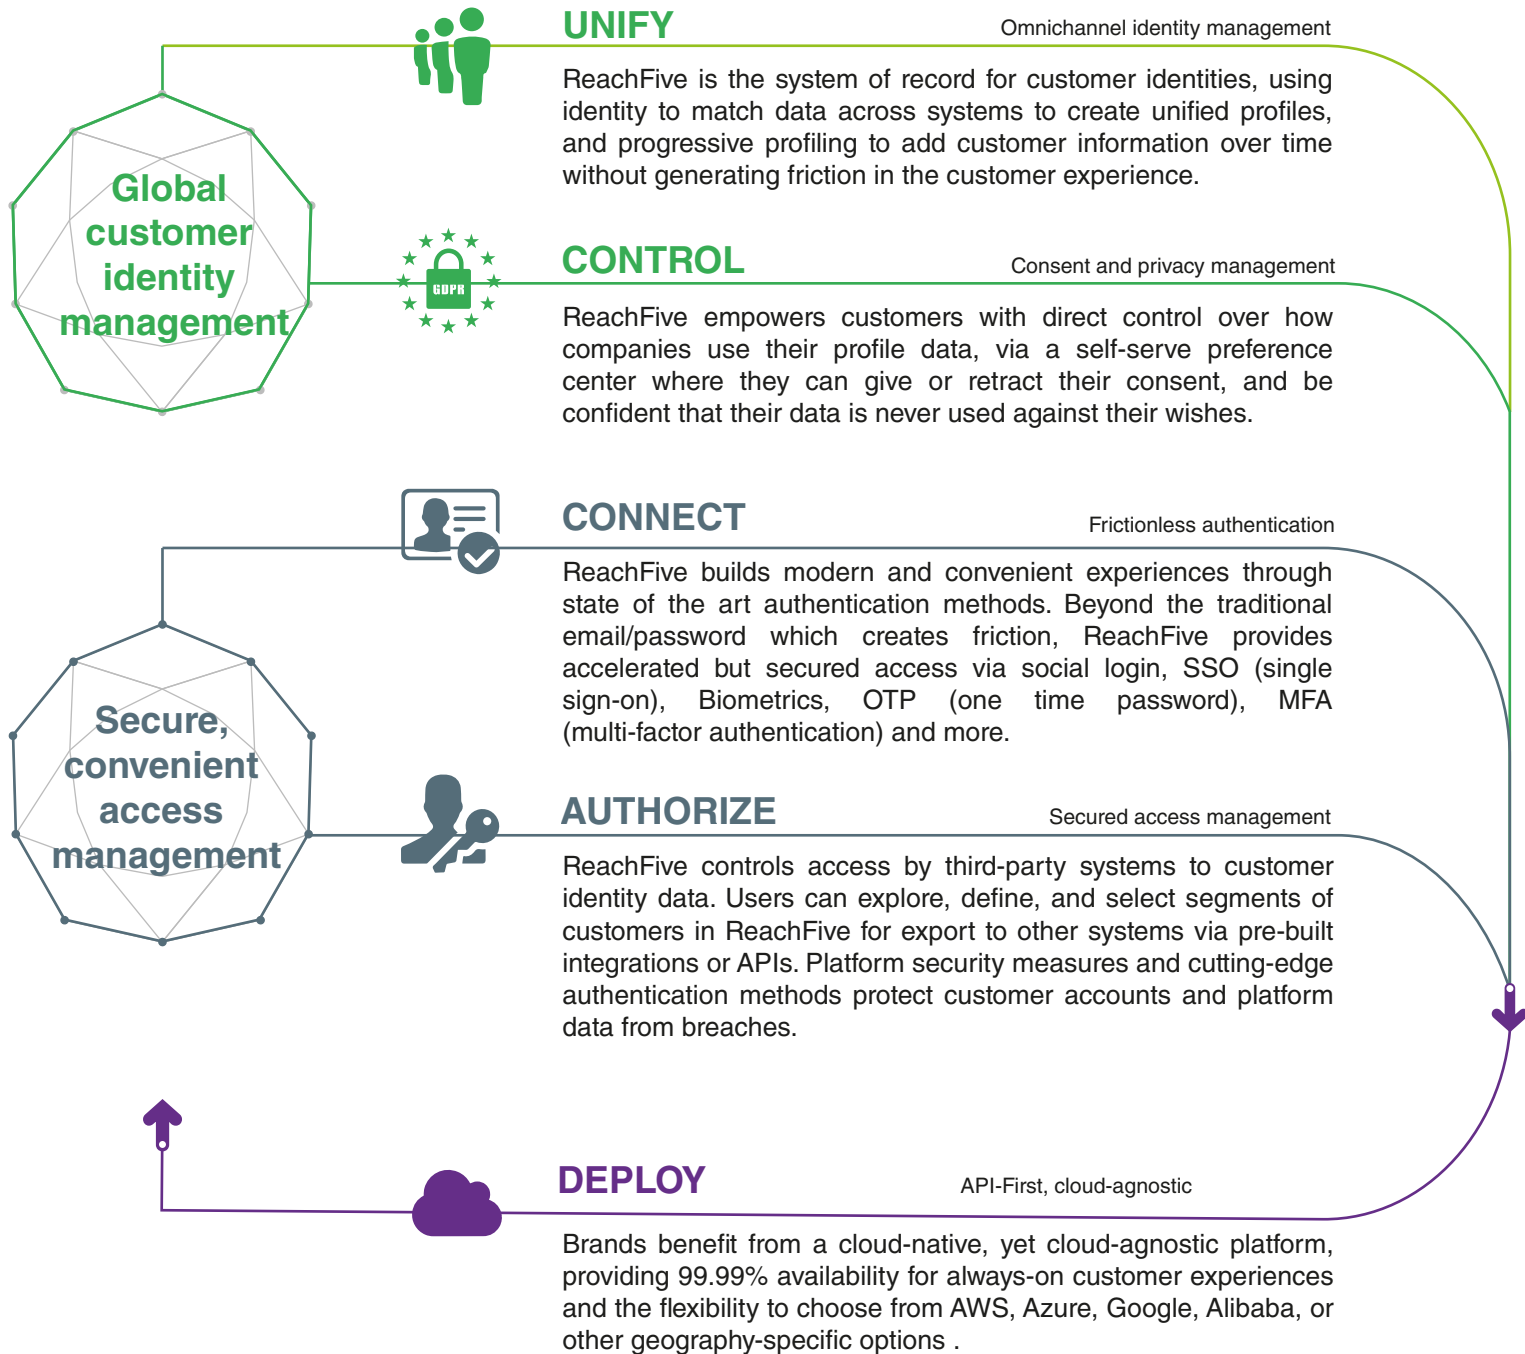 UNIFY
Omnichannel identity management
ReachFive is the system of record for customer identities, using
identity to match data across systems to create unified profiles,
and progressive profiling to add customer information over time
without generating friction in the customer experience.
Global
customer
identity
management
GDPR
CONTROL
Consent and privacy management
ReachFive empowers customers with direct control over how
companies use their profile data, via a self-serve preference
center where they can give or retract their consent, and be
confident that their data is never used against their wishes.
CONNECT
Frictionless authentication
ReachFive builds modern and convenient experiences through
state of the art authentication methods. Beyond the traditional
email/password which creates friction, ReachFive provides
accelerated but secured access via social login, SSO (single
sign-on), Biometrics, OTP (one time password), MFA
(multi-factor authentication) and more.
Secure,
convenient
access
management
AUTHORIZE
Secured access management
ReachFive controls access by third-party systems to customer
identity data. Users can explore, define, and select segments of
customers in ReachFive for export to other systems via pre-built
integrations or APIs. Platform security measures and cutting-edge
authentication methods protect customer accounts and platform
data from breaches.
DEPLOY
API-First, cloud-agnostic
Brands benefit from a cloud-native, yet cloud-agnostic platform,
providing 99.99% availability for always-on customer experiences
and the flexibility to choose from AWS, Azure, Google, Alibaba, or
other geography-specific options .